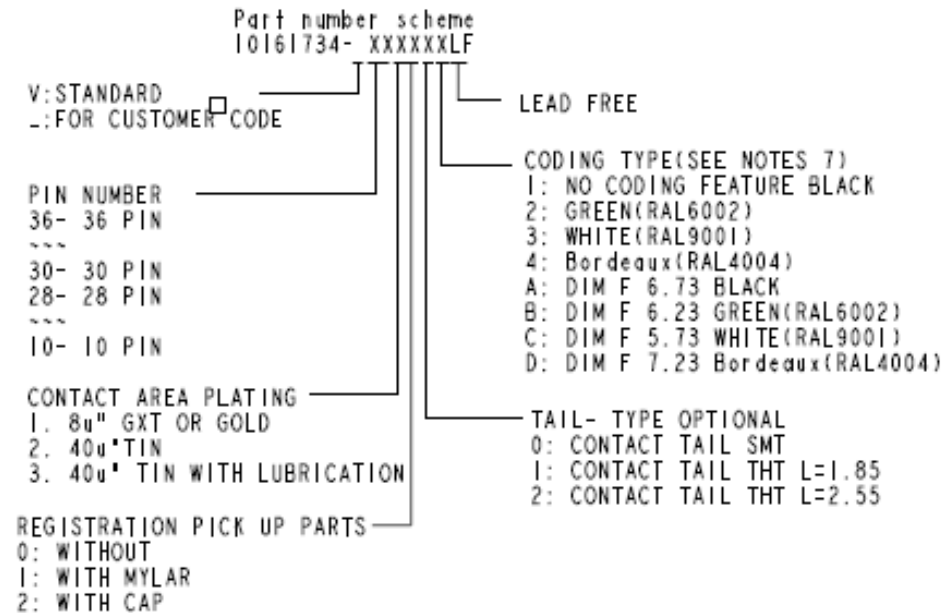 Part number scheme
10161734- XXXXXXLF
V:STANDARD
_:FOR CUSTOMER CODE
PIN NUMBER
36- 36 PIN
~~~
30- 30 PIN
28- 28 PIN
~~~
10- 10 PIN
CONTACT AREA PLATING
1. 8u" GXT OR GOLD
2. 40u"TIN
3. 40u" TIN WITH LUBRICATION
REGISTRATION PICK UP PARTS
0: WITHOUT
1: WITH MYLAR
2: WITH CAP
LEAD FREE
CODING TYPE(SEE NOTES 7)
1: NO CODING FEATURE BLACK
2: GREEN(RAL6002)
3: WHITE(RAL9001)
4: Bordeaux(RAL4004)
A: DIM F 6.73 BLACK
B: DIM F 6.23 GREEN(RAL6002)
C: DIM F 5.73 WHITE(RAL9001)
D: DIM F 7.23 Bordeaux(RAL4004)
TAIL- TYPE OPTIONAL
0: CONTACT TAIL SMT
1: CONTACT TAIL THT L=1.85
2: CONTACT TAIL THT L=2.55